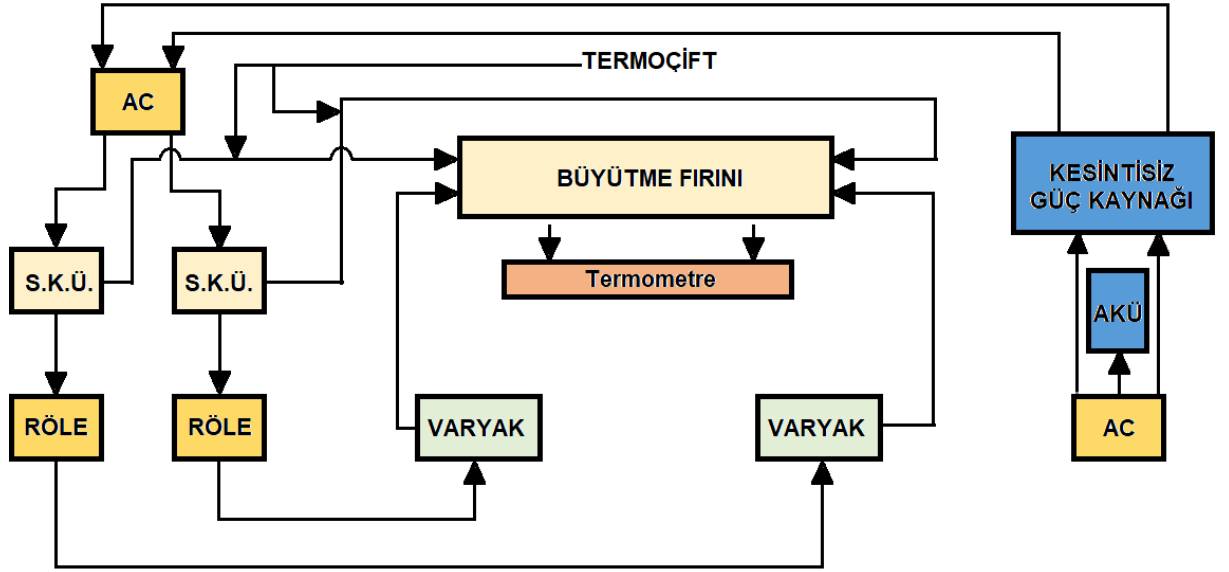 TERMOÇİFT
AC
BÜYÜTME FIRINI
KESİNTİSİZ
GÜÇ KAYNAĞI
S.K.Ü.
S.K.Ü.
Termometre
AKÜ
RÖLE
RÖLE
VARYAK
VARYAK
AC